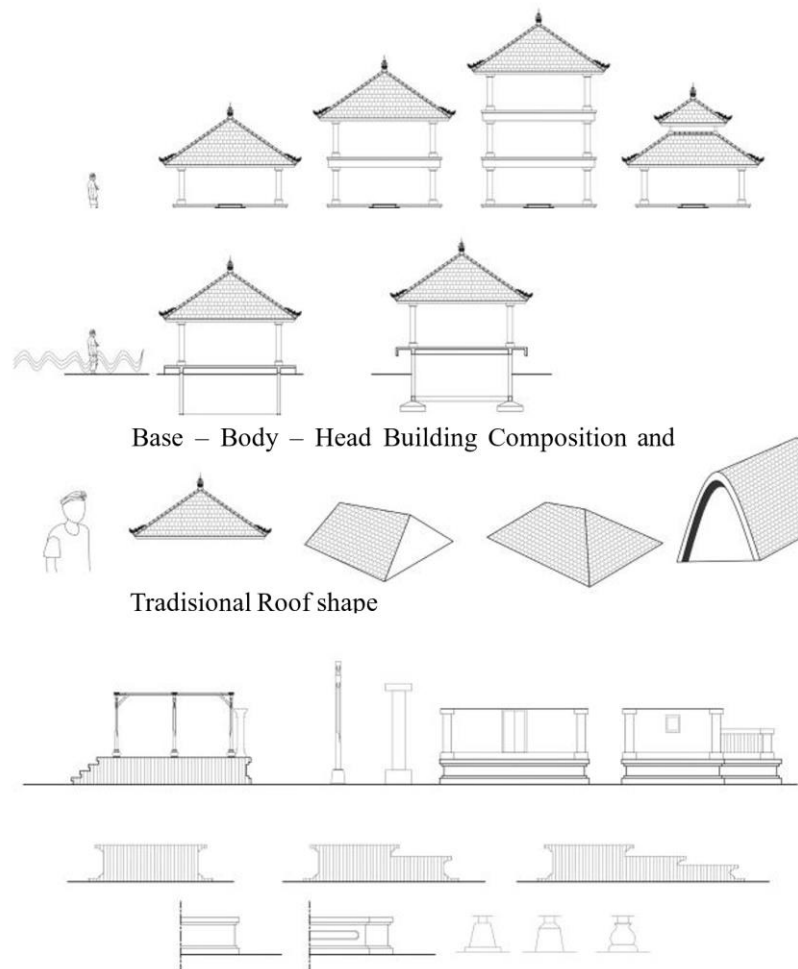 Base – Body – Head Building Composition and
Tradisional Roof shape